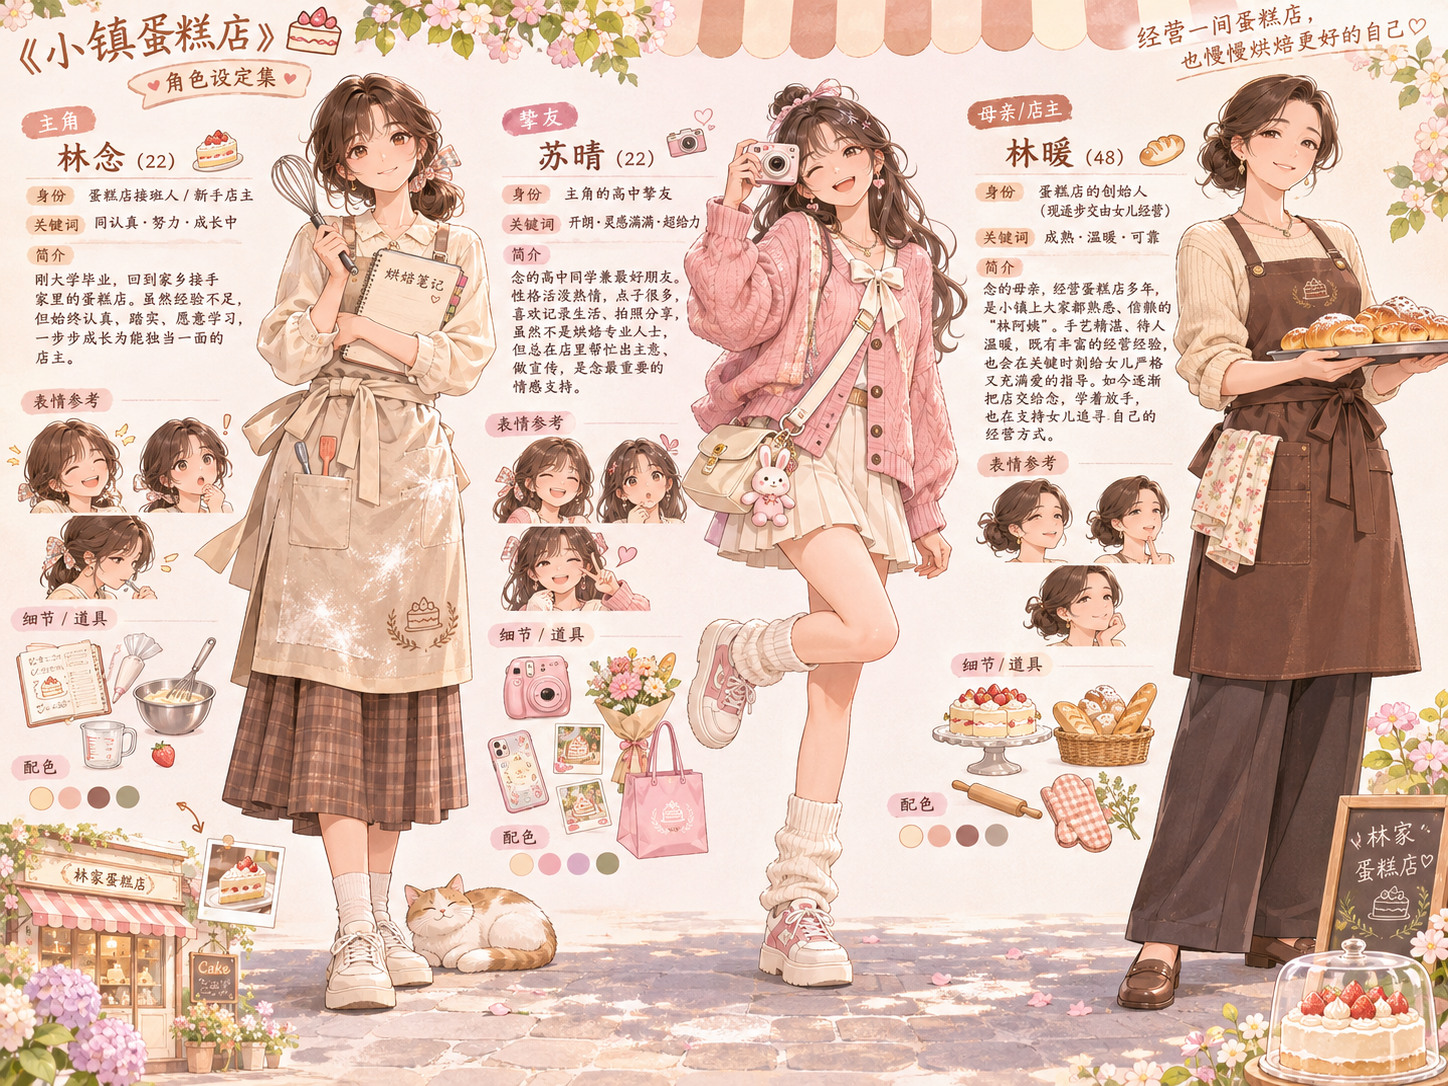 《小镇蛋糕店》
角色设定集
经营一间蛋糕店，
也慢慢烘焙更好的自己♡
主角
林念（22）
身份 蛋糕店接班人 / 新手店主
关键词 同认真·努力·成长中
简介
刚大学毕业，回到家乡接手
家里的蛋糕店。虽然经验不足，
但始终认真、踏实、愿意学习，
一步步成长为能独当一面的
店主。
表情参考
细节 / 道具
配色
林家蛋糕店
Cake
烘焙笔记
挚友
苏晴（22）
身份 主角的高中挚友
关键词 开朗·灵感满满·超给力
简介
念的高中同学兼最好朋友。
性格活泼热情，点子很多，
喜欢记录生活、拍照分享，
虽然不是烘焙专业人士，
但总在店里帮忙出主意、
做宣传，是念最重要的
情感支持。
表情参考
细节 / 道具
配色
母亲/店主
林暖（48）
身份 蛋糕店的创始人
（现逐步交由女儿经营）
关键词 成熟·温暖·可靠
简介
念的母亲，经营蛋糕店多年，
是小镇上大家都熟悉、信赖的
“林阿姨”。手艺精湛、待人
温暖，既有丰富的经营经验，
也会在关键时刻给女儿严格
又充满爱的指导。如今逐渐
把店交给念，学着放手，
也在支持女儿追寻自己的
经营方式。
表情参考
细节/道具
配色
林家
蛋糕店♡